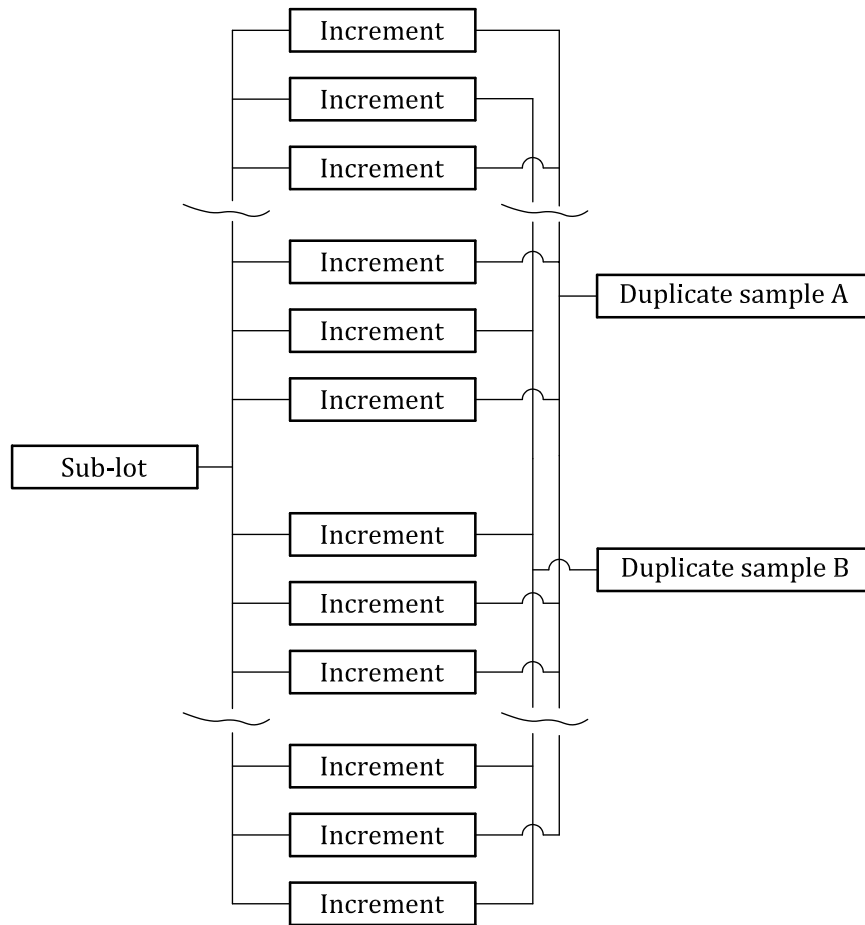 Increment
Increment
Increment
Increment
Duplicate sample A
Increment
Increment
Sub-lot
Increment
Duplicate sample B
Increment
Increment
Increment
Increment
Increment